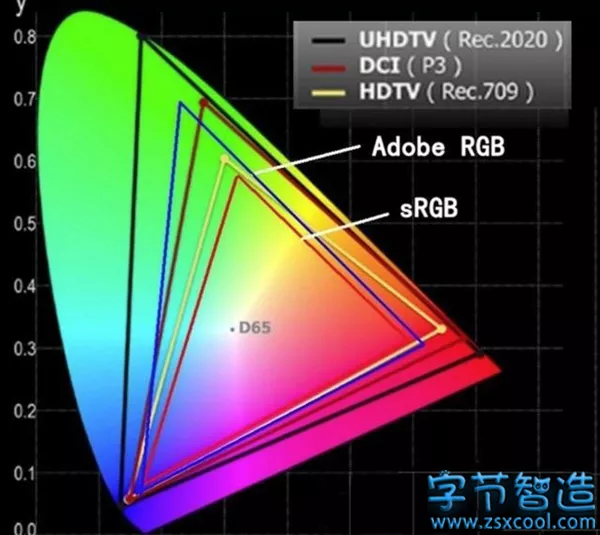 y
UHDTV ( Rec.2020 )
DCI ( P3 )
HDTV ( Rec.709 )
Adobe RGB
sRGB
D65
0.8
0.7
0.6
0.5
0.4
0.3
0.2
0.1
0.0
字节智造
www.zsxcool.com